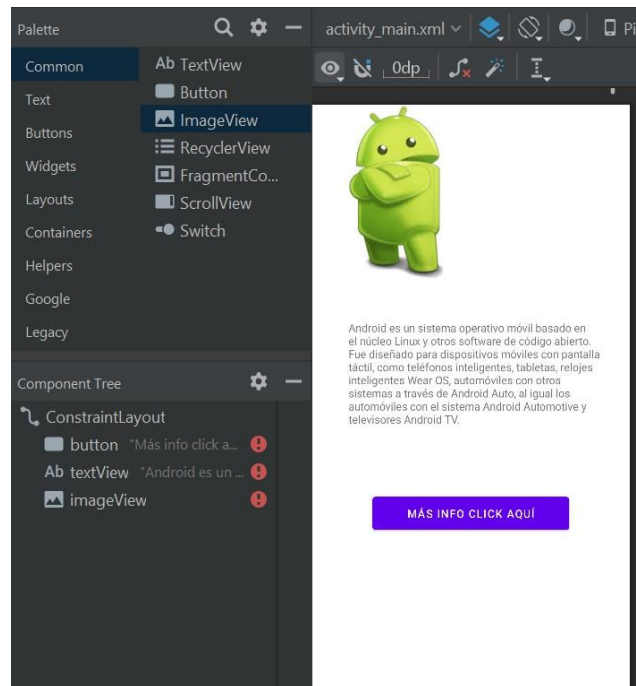 Palette
activity_main.xml
Pi
Common
Ab TextView
0dp
Text
Button
Buttons
ImageView
RecyclerView
Widgets
FragmentCo...
Layouts
ScrollView
Containers
Switch
Helpers
Google
Legacy
Component Tree
ConstraintLayout
button "Más info click a...
Ab textView "Android es un ...
imageView
Android es un sistema operativo móvil basado en
el núcleo Linux y otros software de código abierto.
Fue diseñado para dispositivos móviles con pantalla
táctil, como teléfonos inteligentes, tabletas, relojes
inteligentes Wear OS, automóviles con otros
sistemas a través de Android Auto, al igual los
automóviles con el sistema Android Automotive y
televisores Android TV.
MÁS INFO CLICK AQUÍ